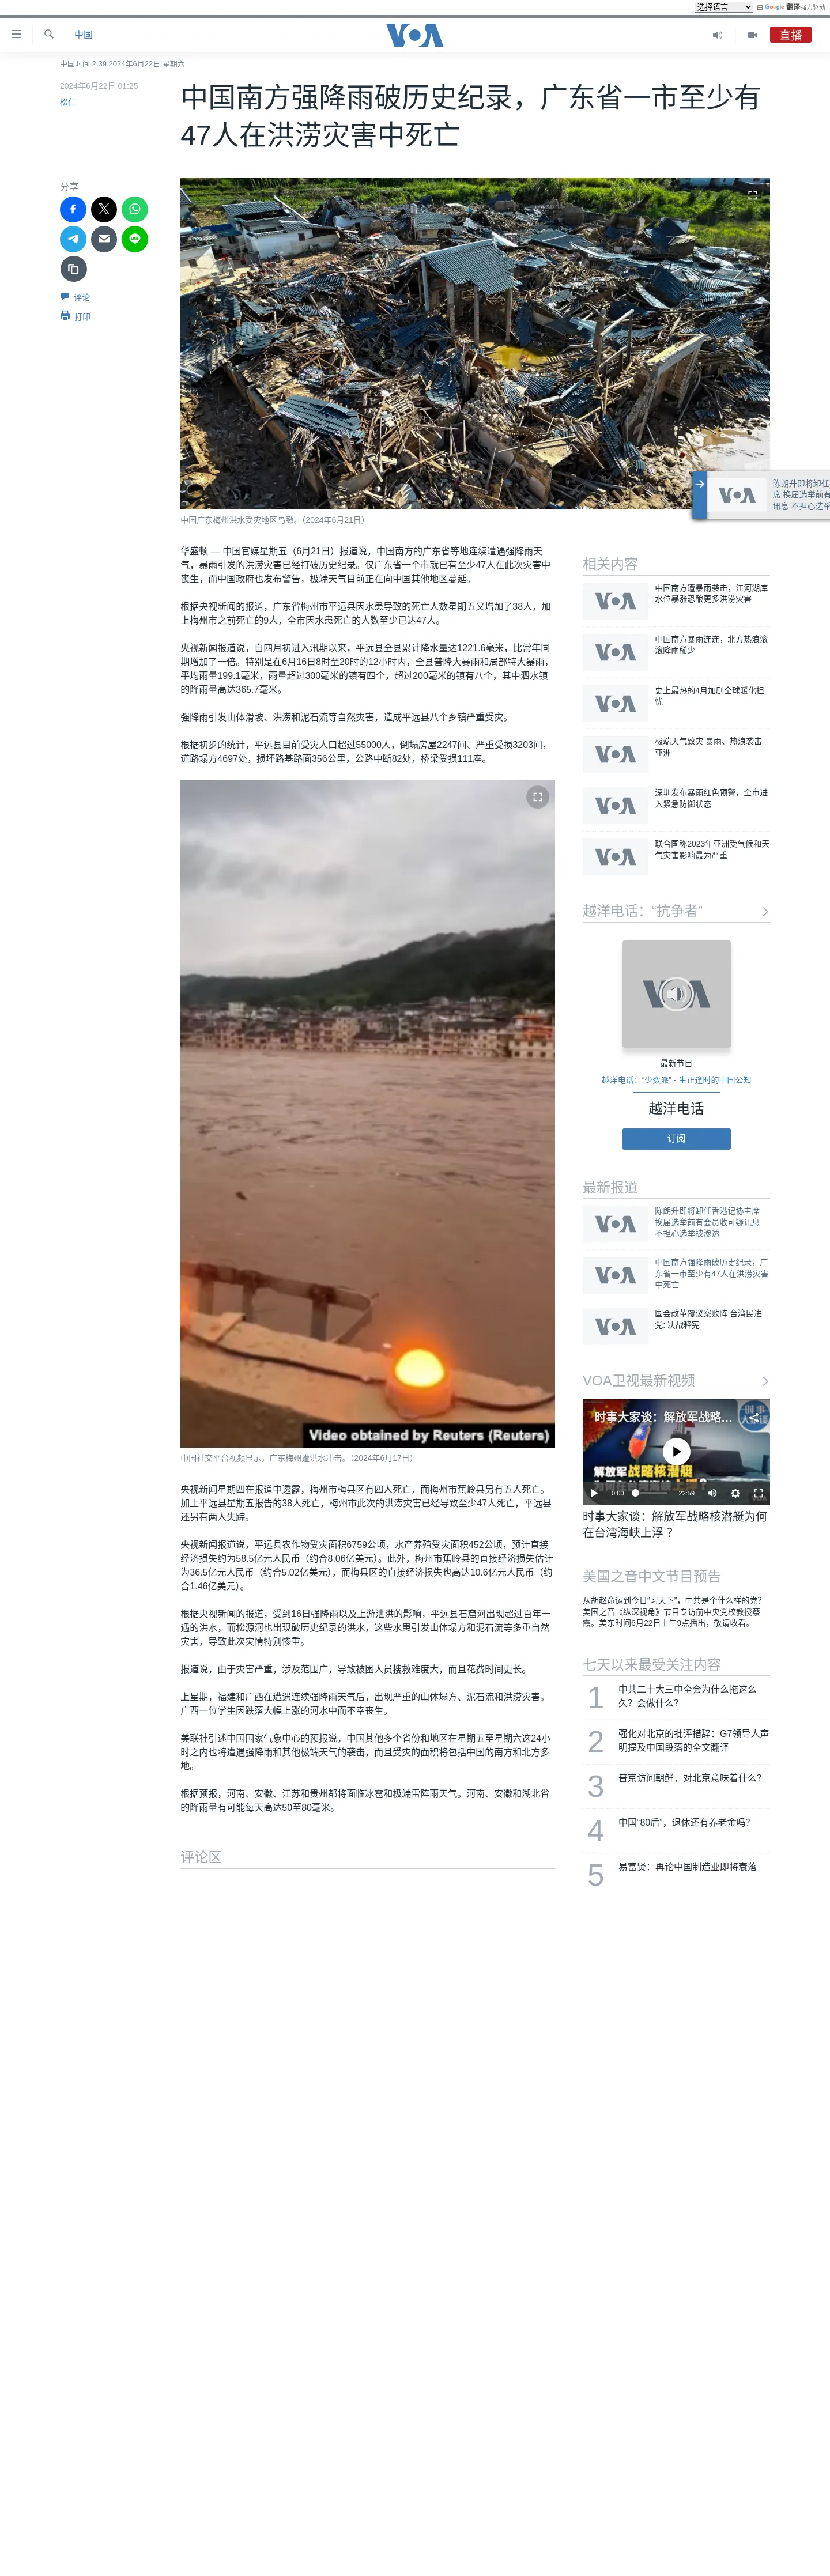 选择语言 由 Google 翻译强力驱动
中国
VOA
直播
中国时间 2:39 2024年6月22日 星期六
2024年6月22日 01:25
松仁
中国南方强降雨破历史纪录，广东省一市至少有
47人在洪涝灾害中死亡
分享
评论
打印
中国广东梅州洪水受灾地区鸟瞰。（2024年6月21日）
华盛顿 — 中国官媒星期五（6月21日）报道说，中国南方的广东省等地连续遭遇强降雨天
气，暴雨引发的洪涝灾害已经打破历史纪录。仅广东省一个市就已有至少47人在此次灾害中
丧生，而中国政府也发布警告，极端天气目前正在向中国其他地区蔓延。
根据央视新闻的报道，广东省梅州市平远县因水患导致的死亡人数星期五又增加了38人，加
上梅州市之前死亡的9人，全市因水患死亡的人数至少已达47人。
央视新闻报道说，自四月初进入汛期以来，平远县全县累计降水量达1221.6毫米，比常年同
期增加了一倍。特别是在6月16日8时至20时的12小时内，全县普降大暴雨和局部特大暴雨，
平均雨量199.1毫米，雨量超过300毫米的镇有四个，超过200毫米的镇有八个，其中泗水镇
的降雨量高达365.7毫米。
强降雨引发山体滑坡、洪涝和泥石流等自然灾害，造成平远县八个乡镇严重受灾。
根据初步的统计，平远县目前受灾人口超过55000人，倒塌房屋2247间、严重受损3203间，
道路塌方4697处，损坏路基路面356公里，公路中断82处，桥梁受损111座。
Video obtained by Reuters (Reuters)
中国社交平台视频显示，广东梅州遭洪水冲击。（2024年6月17日）
央视新闻星期四在报道中透露，梅州市梅县区有四人死亡，而梅州市蕉岭县另有五人死亡。
加上平远县星期五报告的38人死亡，梅州市此次的洪涝灾害已经导致至少47人死亡，平远县
还另有两人失踪。
央视新闻报道说，平远县农作物受灾面积6759公顷，水产养殖受灾面积452公顷，预计直接
经济损失约为58.5亿元人民币（约合8.06亿美元）。此外，梅州市蕉岭县的直接经济损失估计
为36.5亿元人民币（约合5.02亿美元），而梅县区的直接经济损失也高达10.6亿元人民币（约
合1.46亿美元）。
根据央视新闻的报道，受到16日强降雨以及上游泄洪的影响，平远县石窟河出现超过百年一
遇的洪水，而松源河也出现破历史纪录的洪水，这些水患引发山体塌方和泥石流等多重自然
灾害，导致此次灾情特别惨重。
报道说，由于灾害严重，涉及范围广，导致被困人员搜救难度大，而且花费时间更长。
上星期，福建和广西在遭遇连续强降雨天气后，出现严重的山体塌方、泥石流和洪涝灾害。
广西一位学生因跌落大幅上涨的河水中而不幸丧生。
美联社引述中国国家气象中心的预报说，中国其他多个省份和地区在星期五至星期六这24小
时之内也将遭遇强降雨和其他极端天气的袭击，而且受灾的面积将包括中国的南方和北方多
地。
根据预报，河南、安徽、江苏和贵州都将面临冰雹和极端雷阵雨天气。河南、安徽和湖北省
的降雨量有可能每天高达50至80毫米。
评论区
陈朗升即将卸任
席 换届选举前有
讯息 不担心选举
相关内容
中国南方遭暴雨袭击，江河湖库
水位暴涨恐酿更多洪涝灾害
中国南方暴雨连连，北方热浪滚
滚降雨稀少
史上最热的4月加剧全球暖化担
忧
极端天气致灾 暴雨、热浪袭击
亚洲
深圳发布暴雨红色预警，全市进
入紧急防御状态
联合国称2023年亚洲受气候和天
气灾害影响最为严重
越洋电话：“抗争者”
最新节目
越洋电话：“少数派” - 生正逢时的中国公知
越洋电话
订阅
最新报道
陈朗升即将卸任香港记协主席
换届选举前有会员收可疑讯息
不担心选举被渗透
中国南方强降雨破历史纪录，广
东省一市至少有47人在洪涝灾害
中死亡
国会改革覆议案败阵 台湾民进
党: 决战释宪
VOA卫视最新视频
时事大家谈：解放军战略...
解放军战略核潜艇
0:00 22:59
时事大家谈：解放军战略核潜艇为何
在台湾海峡上浮？
美国之音中文节目预告
从胡赵命运到今日“习天下”，中共是个什么样的党？
美国之音《纵深视角》节目专访前中央党校教授蔡
霞。美东时间6月22日上午9点播出，敬请收看。
七天以来最受关注内容
1 中共二十大三中全会为什么拖这么
久？会做什么？
2 强化对北京的批评措辞：G7领导人声
明提及中国段落的全文翻译
3 普京访问朝鲜，对北京意味着什么？
4 中国“80后”，退休还有养老金吗？
5 易富贤：再论中国制造业即将衰落